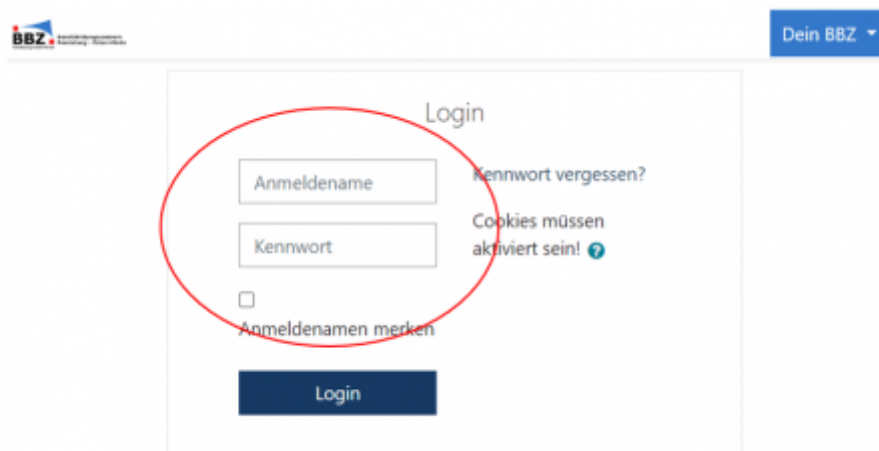 BBZ
Dein BBZ
Login
Anmeldename
Kennwort vergessen?
Kennwort
Cookies müssen
aktiviert sein!
Anmeldenamen merken
Login